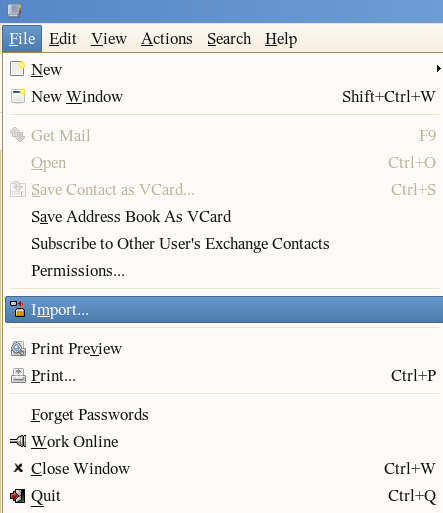 File Edit View Actions Search Help
New
New Window Shift+Ctrl+W
Get Mail F9
Open Ctrl+O
Save Contact as VCard... Ctrl+S
Save Address Book As VCard
Subscribe to Other User's Exchange Contacts
Permissions...
Import...
Print Preview
Print... Ctrl+P
Forget Passwords
Work Online
Close Window Ctrl+W
Quit Ctrl+Q